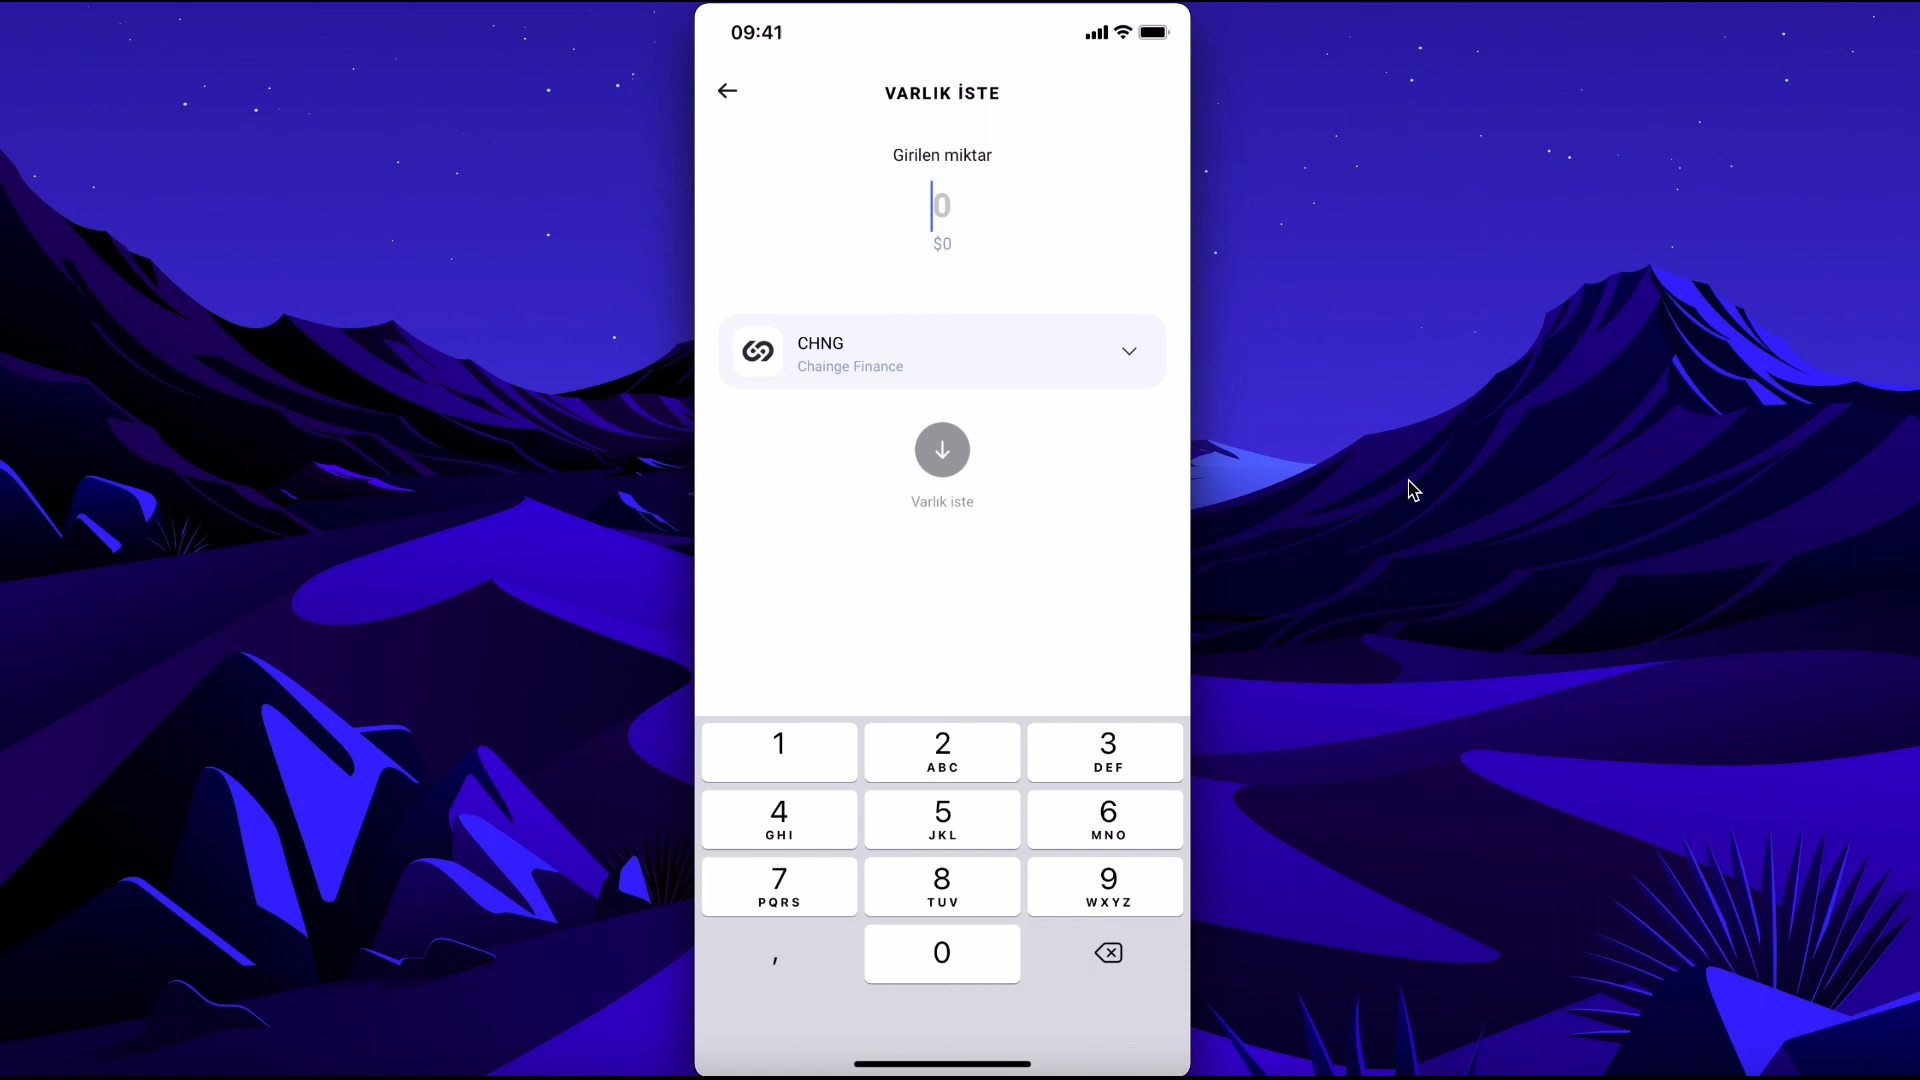 09:41
VARLIK İSTE
Girilen miktar
0
$0
CHNG
Chainge Finance
Varlık iste
1
2
ABC
3
DEF
4
GHI
5
JKL
6
MNO
7
PQRS
8
TUV
9
WXYZ
,
0